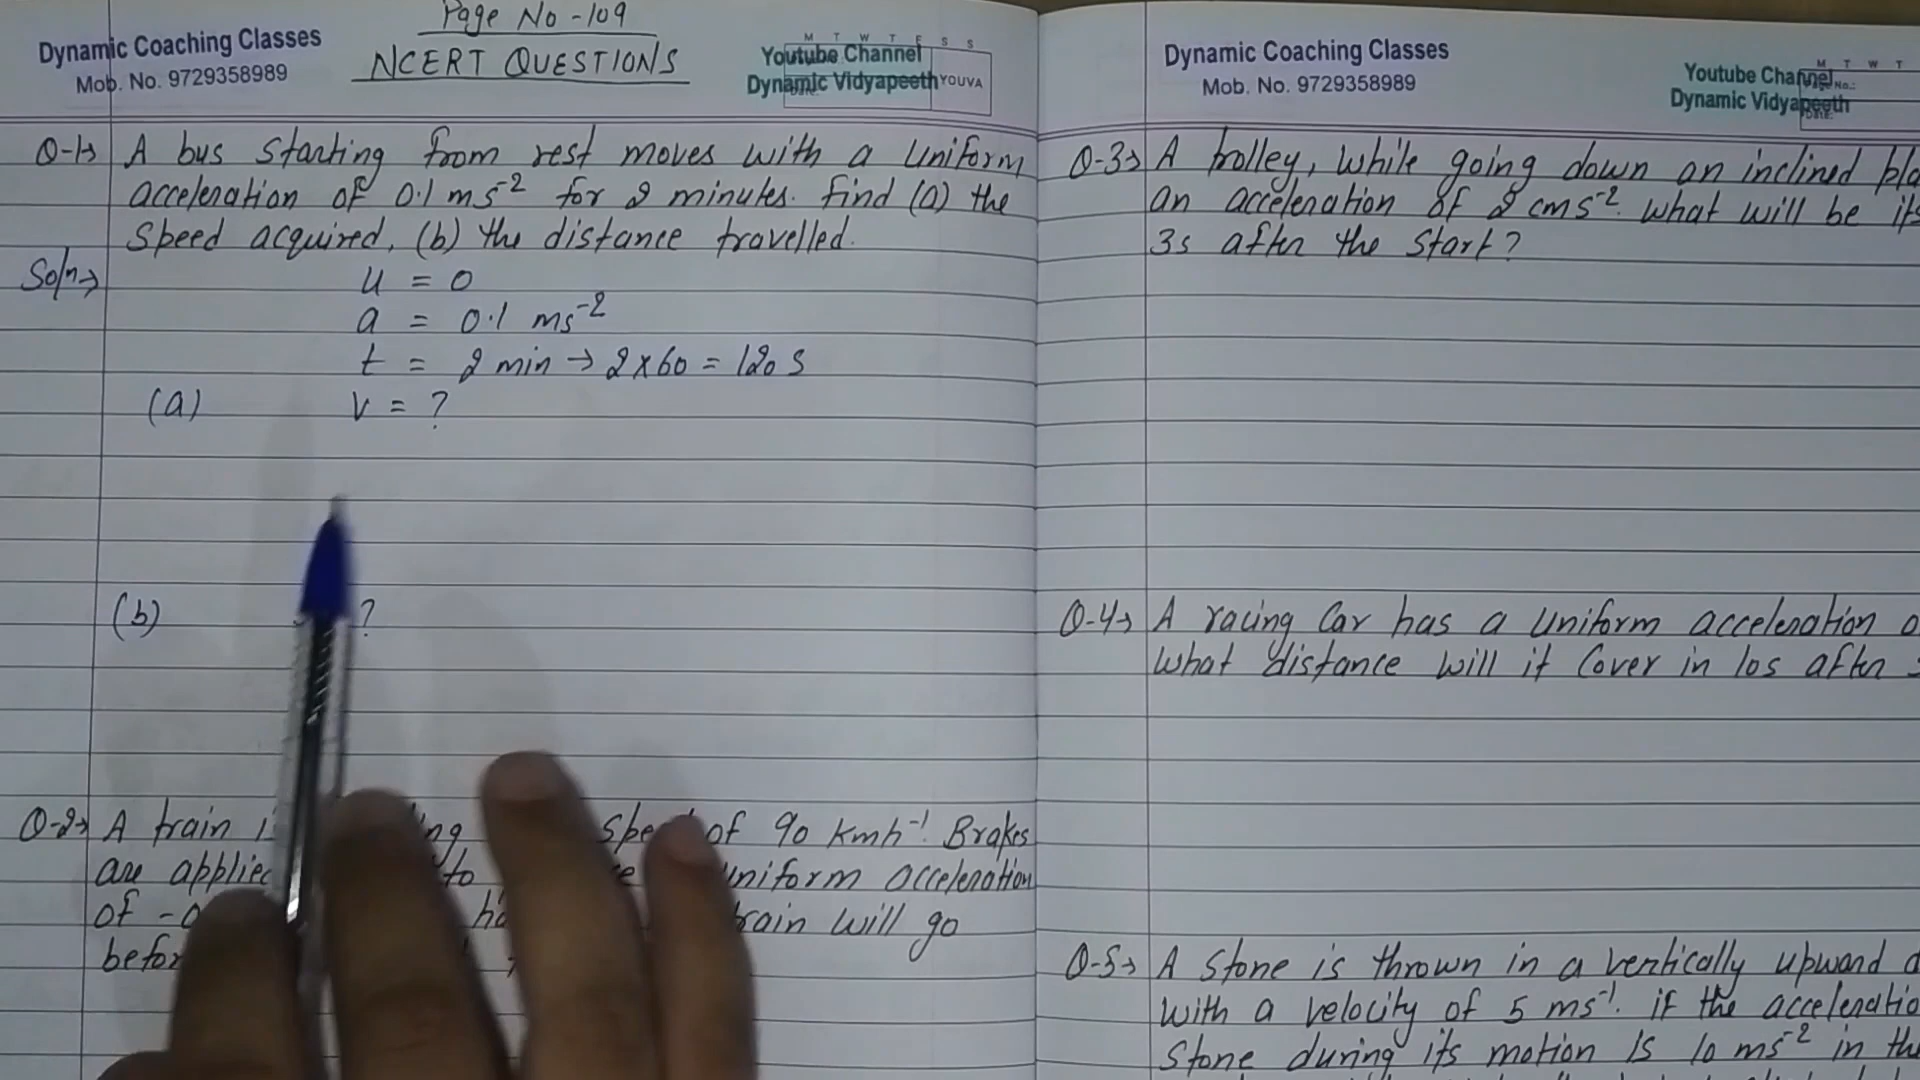 Page No-109
NCERT QUESTIONS
Dynamic Coaching Classes
Mob. No. 9729358989
M T W T F S S
Youtube Channel
Dynamic Vidyapeeth
YOUVA
Q-1→ A bus starting from rest moves with a uniform
acceleration of 0.1 ms⁻² for 2 minutes. find (a) the
speed acquired, (b) the distance travelled.
Soln→
u = 0
a = 0.1 ms⁻²
t = 2 min → 2×60 = 120 S
(a) v = ?
(b) ?
Q-2→ A train of 90 kmh⁻¹. Brakes
are uniform acceleration
of train will go
Dynamic Coaching Classes
Mob. No. 9729358989
M T W T
Youtube Channel
Dynamic Vidyapeeth
Q-3→ A trolley, while going down an inclined
an acceleration of 2 cms⁻². what will be its
3s after the start?
Q-4→ A racing car has a uniform acceleration
what distance will it cover in 10s after
Q-5→ A stone is thrown in a vertically upward
with a velocity of 5 ms⁻¹. if the
stone during its motion is 10 ms⁻² in the